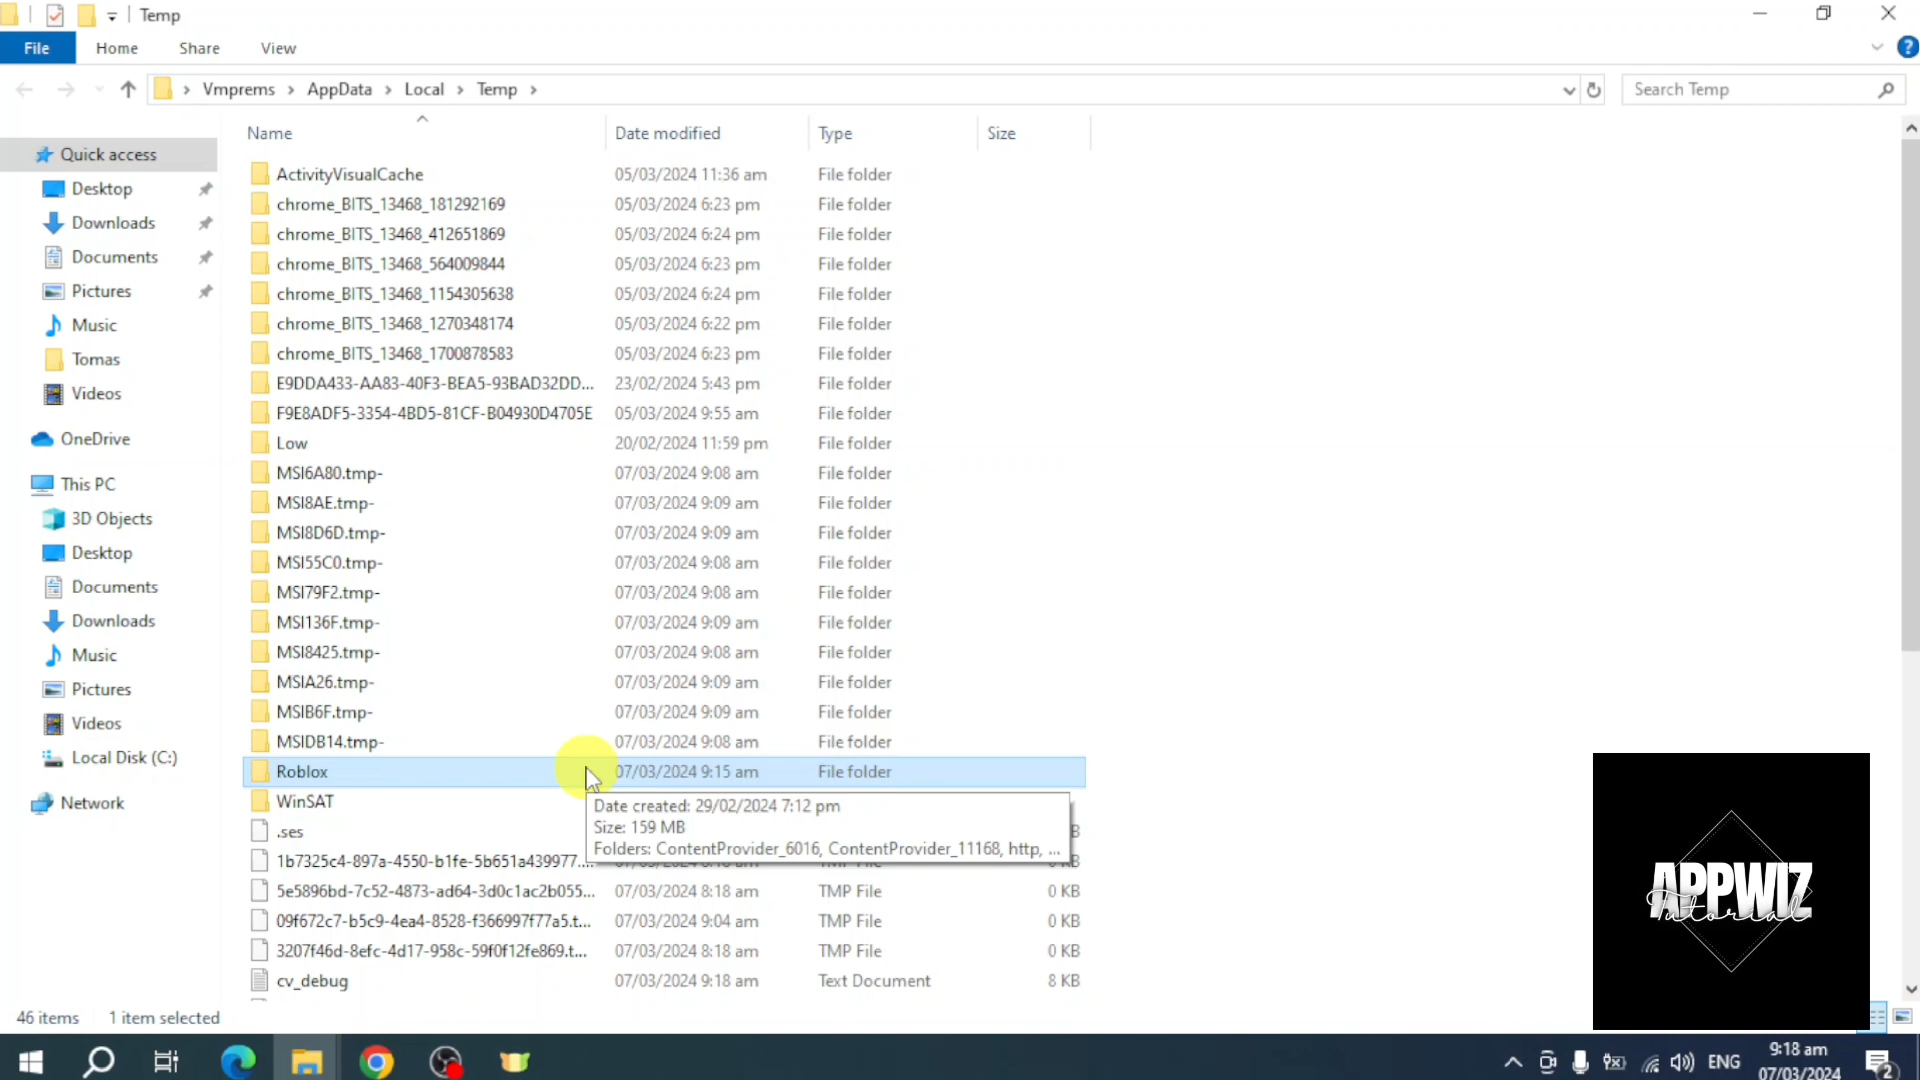 Temp
File Home Share View
Vmprems AppData Local Temp
Search Temp
Name Date modified Type Size
Quick access
Desktop
Downloads
Documents
Pictures
Music
Tomas
Videos
OneDrive
This PC
3D Objects
Desktop
Documents
Downloads
Music
Pictures
Videos
Local Disk (C:)
Network
ActivityVisualCache 05/03/2024 11:36 am File folder
chrome_BITS_13468_181292169 05/03/2024 6:23 pm File folder
chrome_BITS_13468_412651869 05/03/2024 6:24 pm File folder
chrome_BITS_13468_564009844 05/03/2024 6:23 pm File folder
chrome_BITS_13468_1154305638 05/03/2024 6:24 pm File folder
chrome_BITS_13468_1270348174 05/03/2024 6:22 pm File folder
chrome_BITS_13468_1700878583 05/03/2024 6:23 pm File folder
E9DDA433-AA83-40F3-BEA5-93BAD32DD... 23/02/2024 5:43 pm File folder
F9E8ADF5-3354-4BD5-81CF-B04930D4705E 05/03/2024 9:55 am File folder
Low 20/02/2024 11:59 pm File folder
MSI6A80.tmp- 07/03/2024 9:08 am File folder
MSI8AE.tmp- 07/03/2024 9:09 am File folder
MSI8D6D.tmp- 07/03/2024 9:09 am File folder
MSI55C0.tmp- 07/03/2024 9:08 am File folder
MSI79F2.tmp- 07/03/2024 9:08 am File folder
MSI136F.tmp- 07/03/2024 9:09 am File folder
MSI8425.tmp- 07/03/2024 9:08 am File folder
MSIA26.tmp- 07/03/2024 9:09 am File folder
MSIB6F.tmp- 07/03/2024 9:09 am File folder
MSIDB14.tmp- 07/03/2024 9:08 am File folder
Roblox 07/03/2024 9:15 am File folder
WinSAT
Date created: 29/02/2024 7:12 pm
Size: 159 MB
Folders: ContentProvider_6016, ContentProvider_11168, http, ...
.ses
1b7325c4-897a-4550-b1fe-5b651a439977....
5e5896bd-7c52-4873-ad64-3d0c1ac2b055... 07/03/2024 8:18 am TMP File 0 KB
09f672c7-b5c9-4ea4-8528-f366997f77a5.t... 07/03/2024 9:04 am TMP File 0 KB
3207f46d-8efc-4d17-958c-59f0f12fe869.t... 07/03/2024 8:18 am TMP File 0 KB
cv_debug 07/03/2024 9:18 am Text Document 8 KB
APPWIZ
Tutorial
46 items 1 item selected
ENG
9:18 am
07/03/2024
2